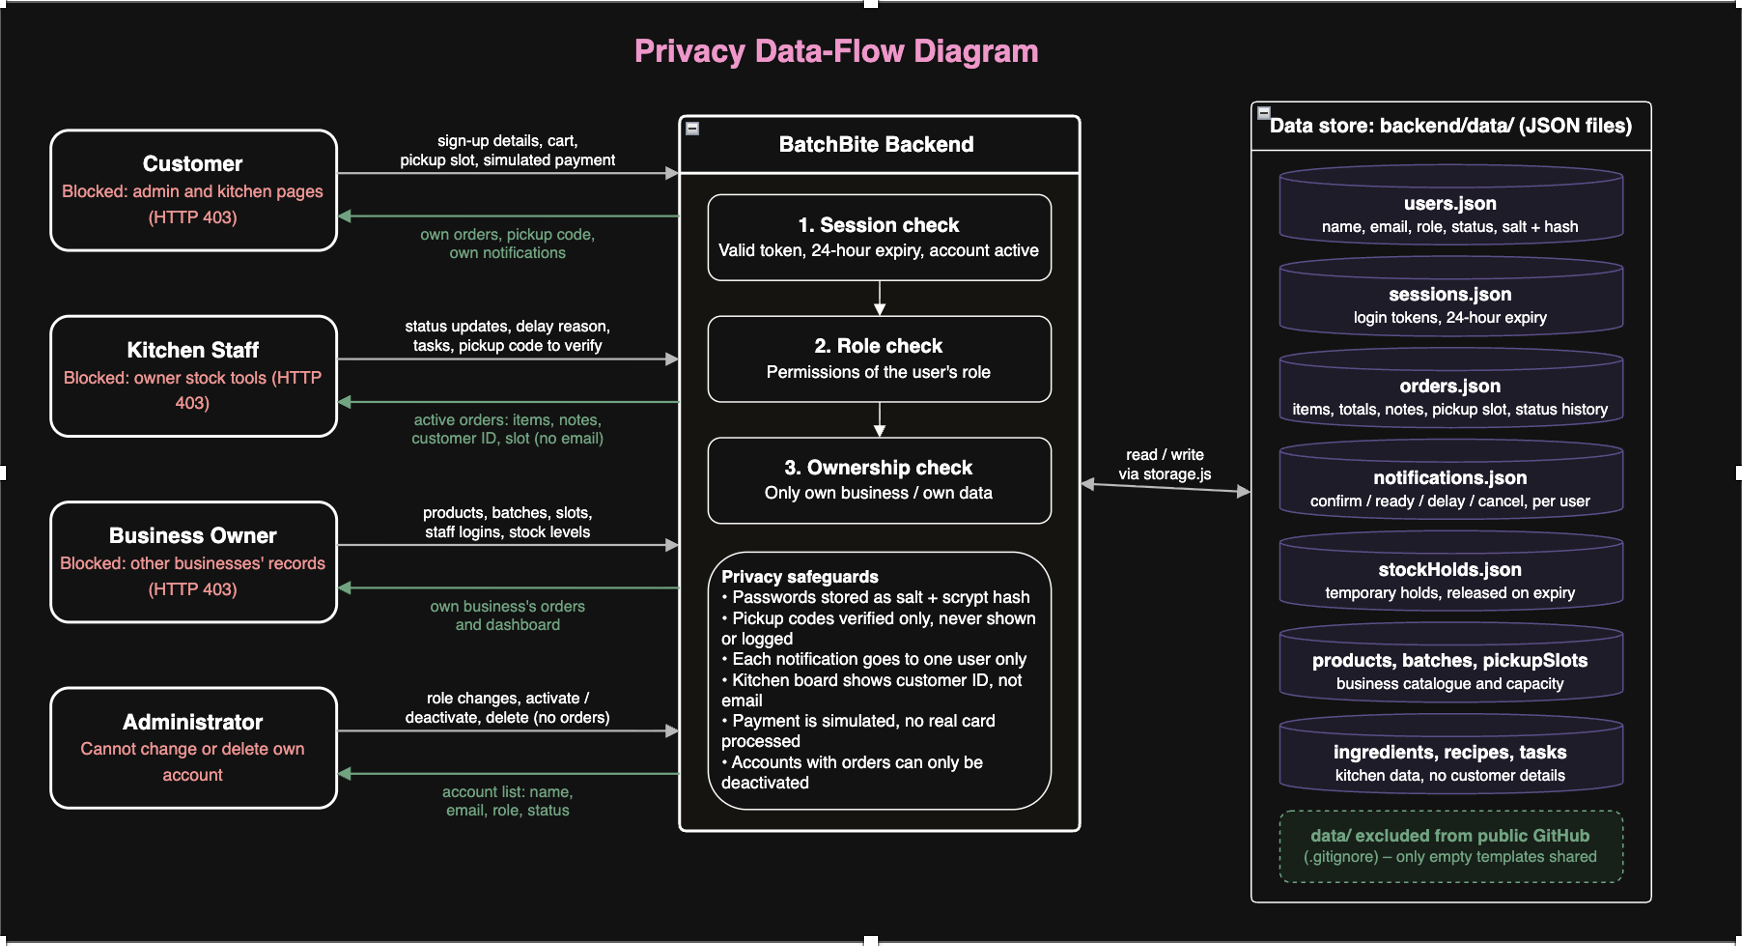 Privacy Data-Flow Diagram
Customer
Blocked: admin and kitchen pages
(HTTP 403)
sign-up details, cart,
pickup slot, simulated payment
own orders, pickup code,
own notifications
Kitchen Staff
Blocked: owner stock tools (HTTP
403)
status updates, delay reason,
tasks, pickup code to verify
active orders: items, notes,
customer ID, slot (no email)
Business Owner
Blocked: other businesses' records
(HTTP 403)
products, batches, slots,
staff logins, stock levels
own business's orders
and dashboard
Administrator
Cannot change or delete own
account
role changes, activate /
deactivate, delete (no orders)
account list: name,
email, role, status
BatchBite Backend
1. Session check
Valid token, 24-hour expiry, account active
2. Role check
Permissions of the user's role
3. Ownership check
Only own business / own data
Privacy safeguards
• Passwords stored as salt + scrypt hash
• Pickup codes verified only, never shown
or logged
• Each notification goes to one user only
• Kitchen board shows customer ID, not
email
• Payment is simulated, no real card
processed
• Accounts with orders can only be
deactivated
read / write
via storage.js
Data store: backend/data/ (JSON files)
users.json
name, email, role, status, salt + hash
sessions.json
login tokens, 24-hour expiry
orders.json
items, totals, notes, pickup slot, status history
notifications.json
confirm / ready / delay / cancel, per user
stockHolds.json
temporary holds, released on expiry
products, batches, pickupSlots
business catalogue and capacity
ingredients, recipes, tasks
kitchen data, no customer details
data/ excluded from public GitHub
(.gitignore) – only empty templates shared